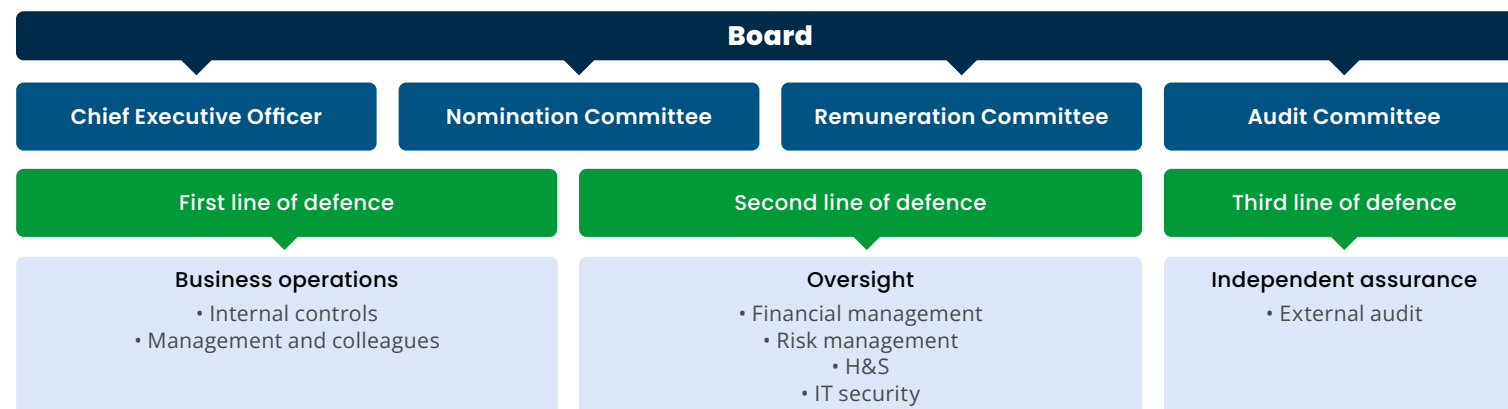 Board
Chief Executive Officer
Nomination Committee
Remuneration Committee
Audit Committee
First line of defence
Second line of defence
Third line of defence
Business operations
• Internal controls
• Management and colleagues
Oversight
• Financial management
• Risk management
• H&S
• IT security
Independent assurance
• External audit